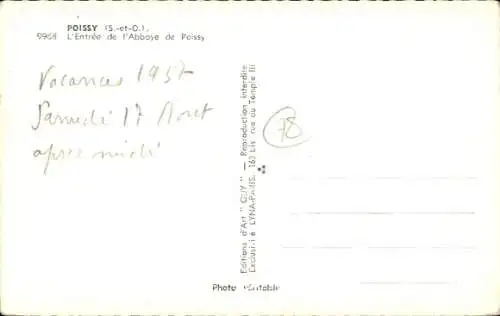 POISSY (S.-et-O.).
9968 L'Entrée de l'Abbaye de Poissy
Vacances 1957
Samedi 17 Aout
après midi
78
Editions d'Art "GUY" — Reproduction interdite
Exclusivité LYNA-PARIS, 163 bis rue du Temple III
Photo véritable